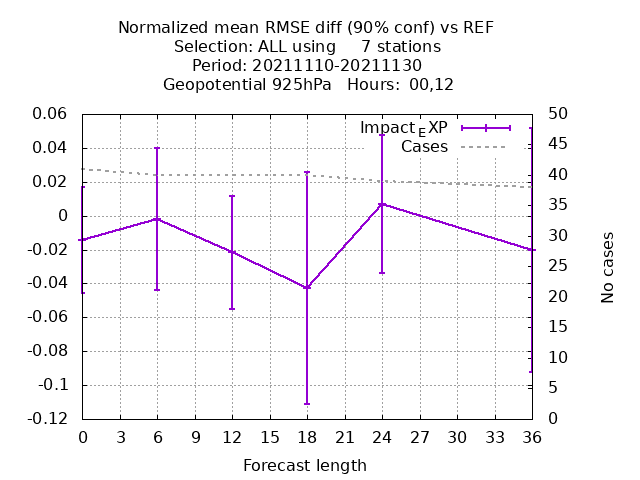 Normalized mean RMSE diff (90% conf) vs REF
Selection: ALL using     7 stations
Period: 20211110-20211130
Geopotential 925hPa   Hours:  00,12
Impact_EXP
Cases
0.06
0.04
0.02
0
-0.02
-0.04
-0.06
-0.08
-0.1
-0.12
50
45
40
35
30
25
20
15
10
5
0
No cases
0 3 6 9 12 15 18 21 24 27 30 33 36
Forecast length